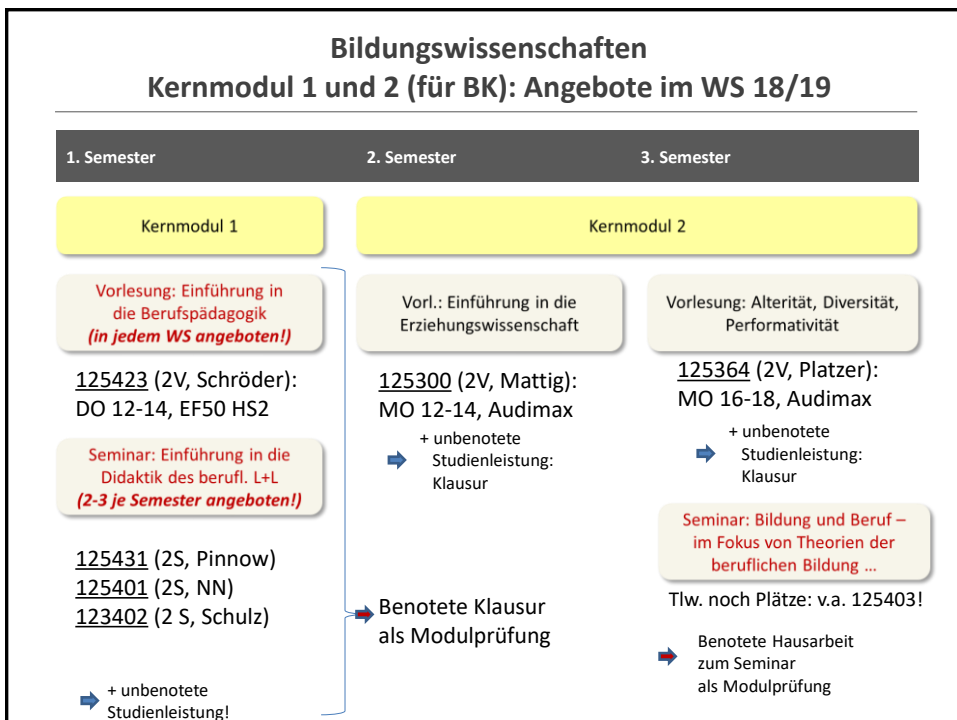 Bildungswissenschaften
Kernmodul 1 und 2 (für BK): Angebote im WS 18/19
1. Semester
2. Semester
3. Semester
Kernmodul 1
Kernmodul 2
Vorlesung: Einführung in
die Berufspädagogik
(in jedem WS angeboten!)
125423 (2V, Schröder):
DO 12-14, EF50 HS2
Seminar: Einführung in die
Didaktik des berufl. L+L
(2-3 je Semester angeboten!)
125431 (2S, Pinnow)
125401 (2S, NN)
123402 (2 S, Schulz)
+ unbenotete
Studienleistung!
Vorl.: Einführung in die
Erziehungswissenschaft
125300 (2V, Mattig):
MO 12-14, Audimax
+ unbenotete
Studienleistung:
Klausur
Benotete Klausur
als Modulprüfung
Vorlesung: Alterität, Diversität,
Performativität
125364 (2V, Platzer):
MO 16-18, Audimax
+ unbenotete
Studienleistung:
Klausur
Seminar: Bildung und Beruf –
im Fokus von Theorien der
beruflichen Bildung ...
Tlw. noch Plätze: v.a. 125403!
Benotete Hausarbeit
zum Seminar
als Modulprüfung